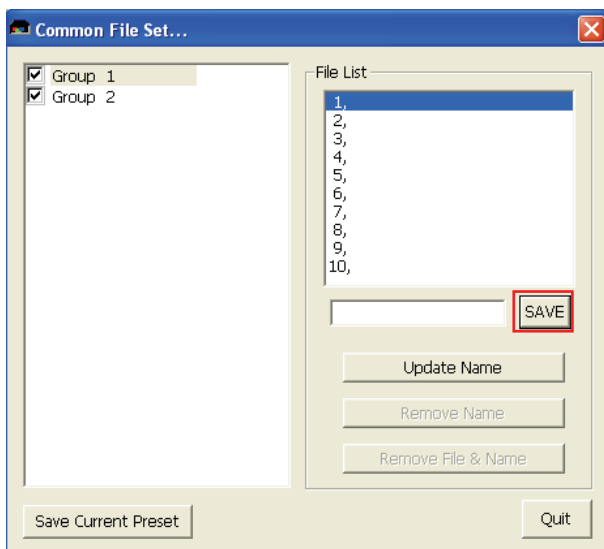 Common File Set...
Group 1
Group 2
File List
1,
2,
3,
4,
5,
6,
7,
8,
9,
10,
SAVE
Update Name
Remove Name
Remove File & Name
Save Current Preset
Quit